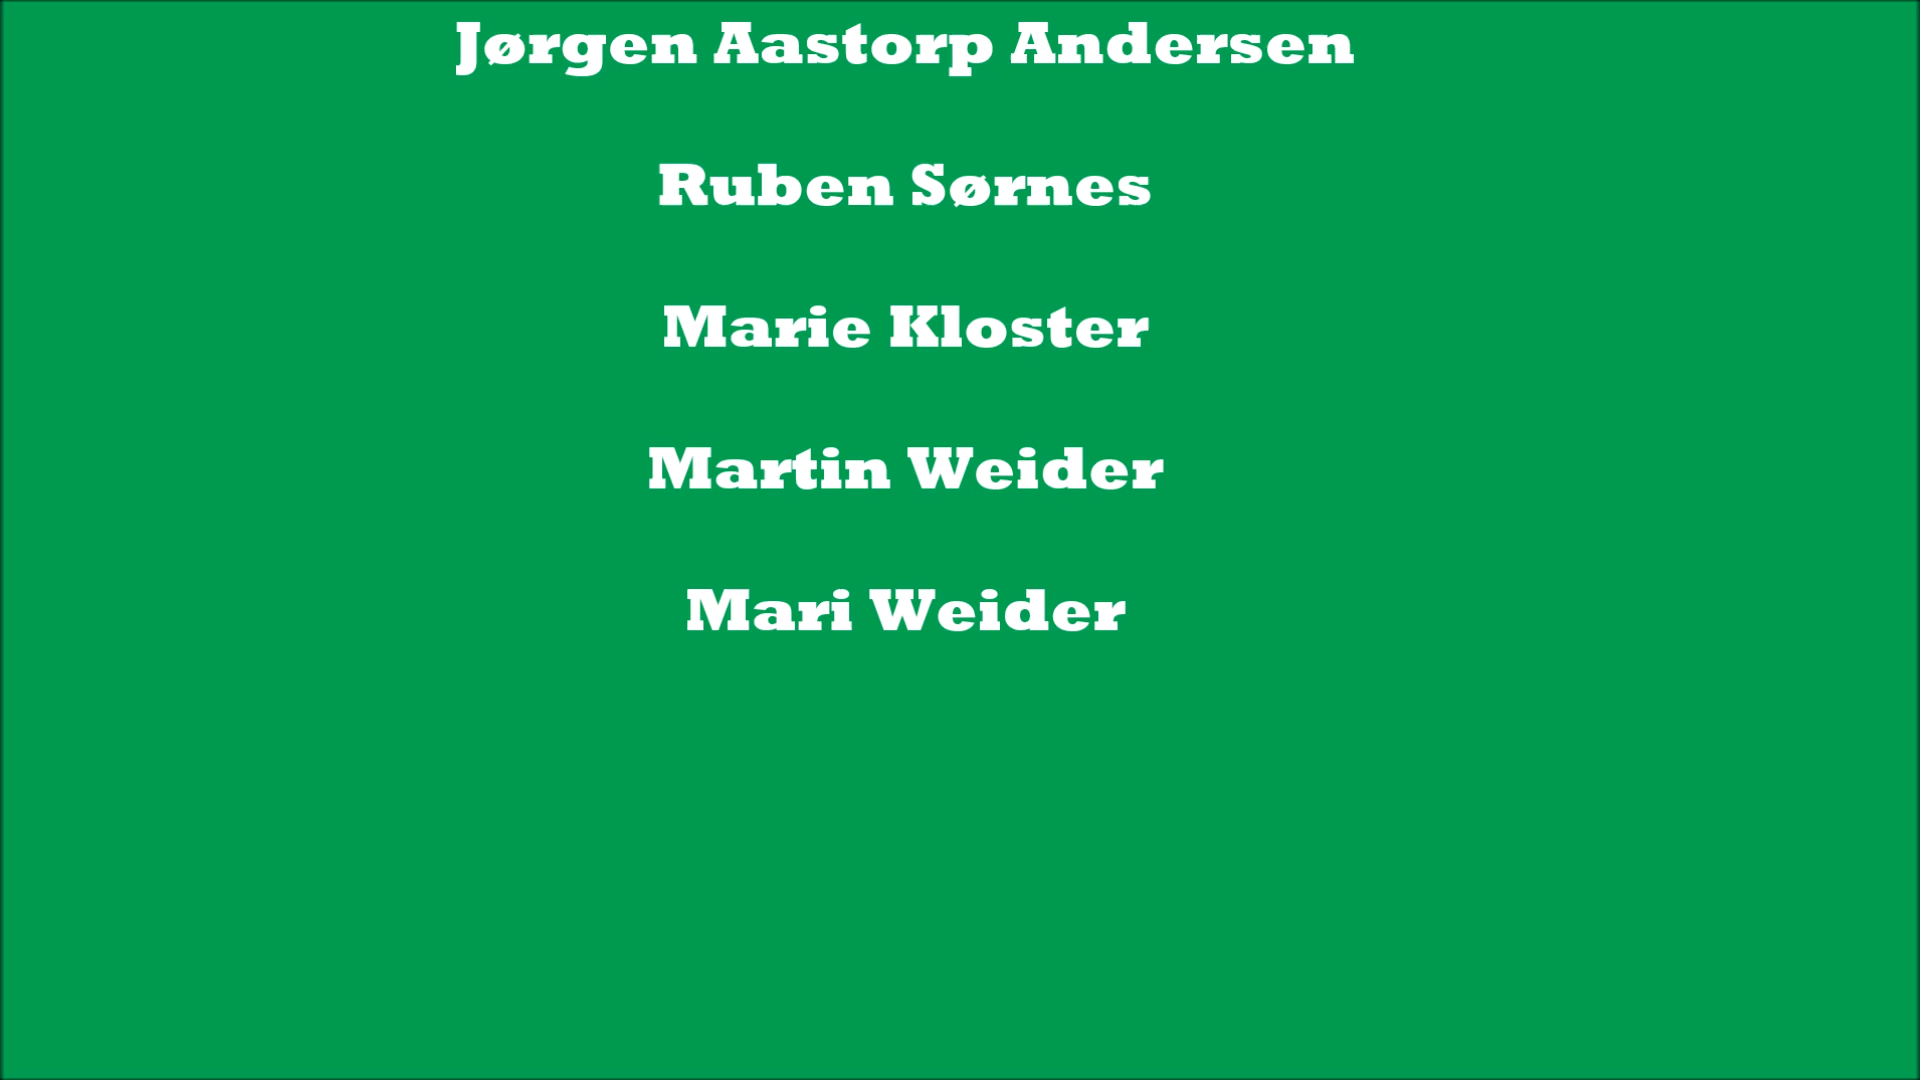 Jørgen Aastorp Andersen
Ruben Sørnes
Marie Kloster
Martin Weider
Mari Weider